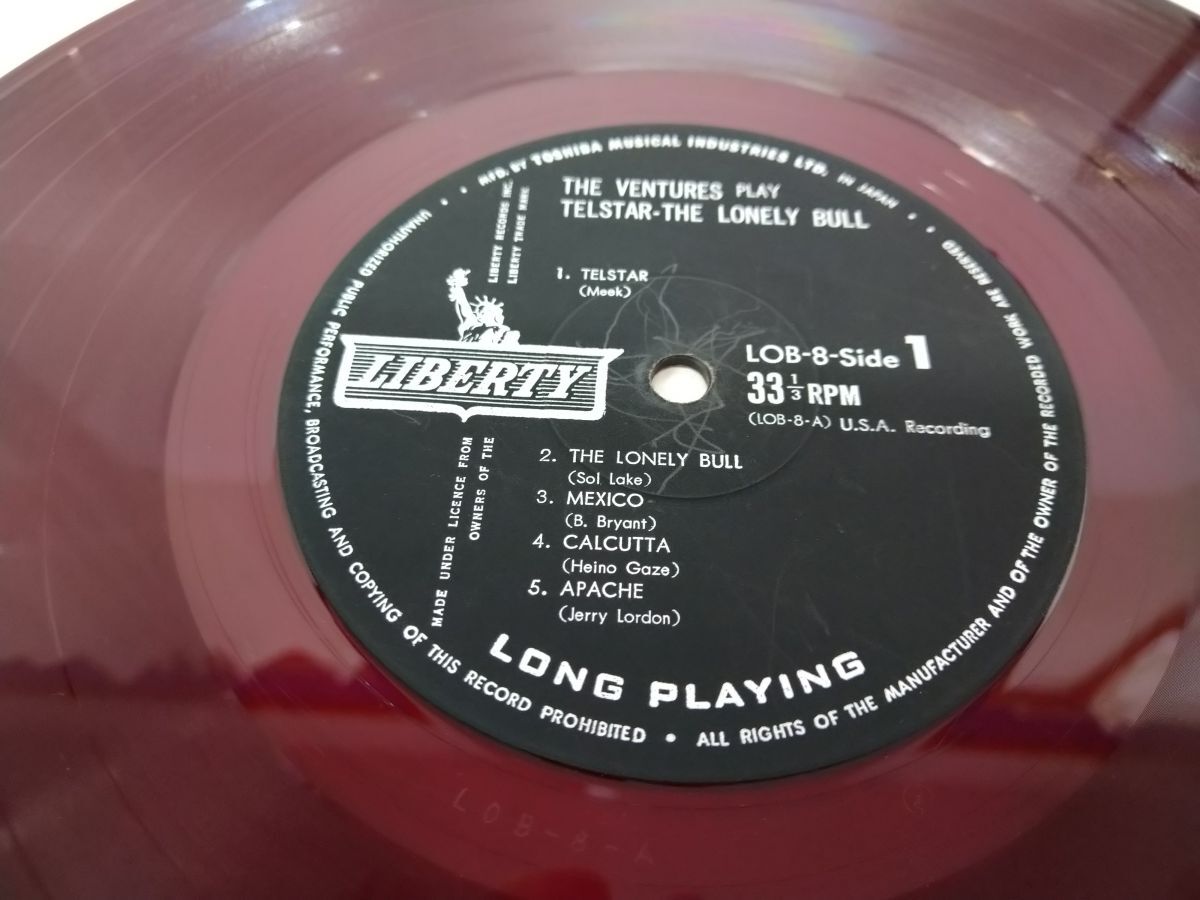 MFD. BY TOSHIBA MUSICAL INDUSTRIES LTD. IN JAPAN
THE VENTURES PLAY
TELSTAR-THE LONELY BULL
LIBERTY RECORDS INC.
LIBERTY TRADE MARK
1. TELSTAR
(Meek)
LIBERTY
LOB-8-Side 1
33 1/3 RPM
(LOB-8-A) U.S.A. Recording
2. THE LONELY BULL
(Sol Lake)
3. MEXICO
(B. Bryant)
4. CALCUTTA
(Heino Gaze)
5. APACHE
(Jerry Lordon)
MADE UNDER LICENCE FROM
OWNERS OF THE
LONG PLAYING
UNAUTHORIZED PUBLIC PERFORMANCE, BROADCASTING AND COPYING OF THIS RECORD PROHIBITED • ALL RIGHTS OF THE MANUFACTURER AND OF THE OWNER OF THE RECORDED WORK ARE RESERVED
LOB-8-A